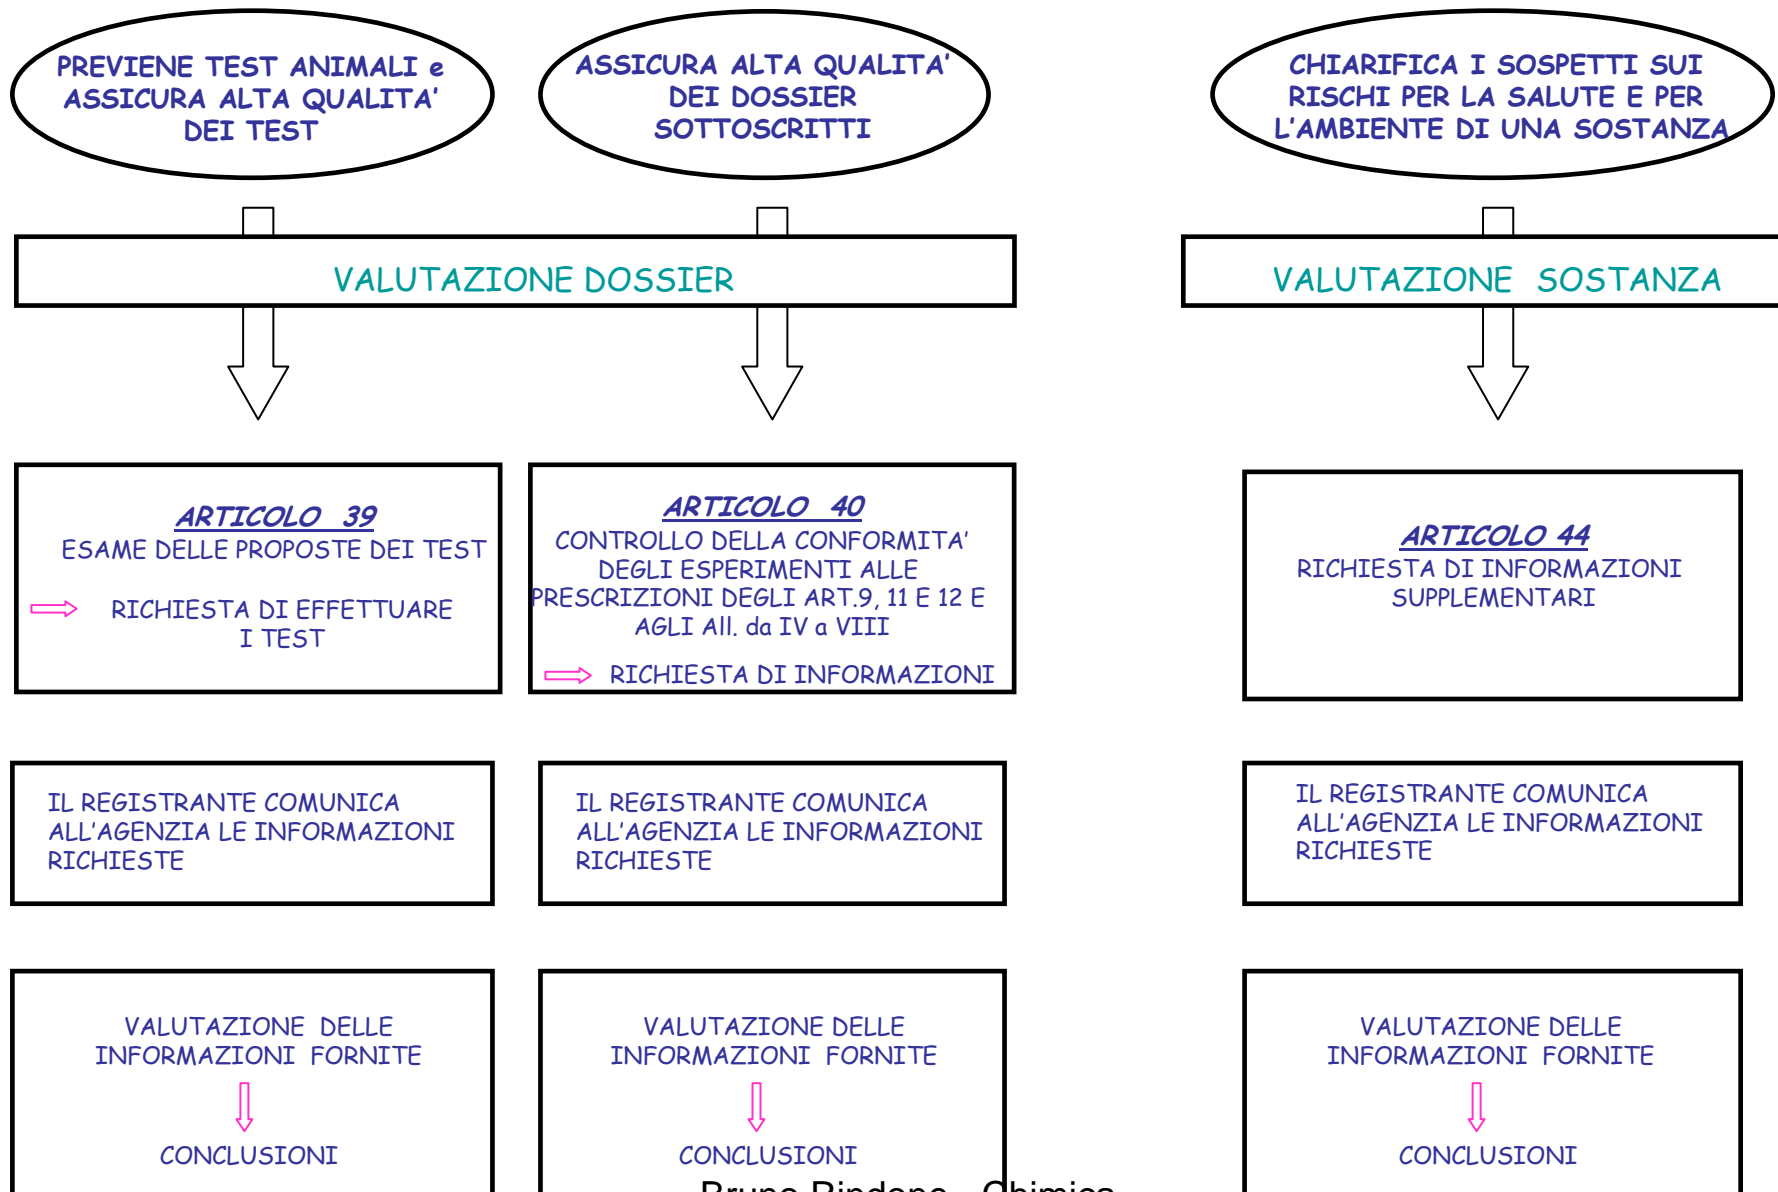 PREVIENE TEST ANIMALI e
ASSICURA ALTA QUALITA'
DEI TEST
ASSICURA ALTA QUALITA'
DEI DOSSIER
SOTTOSCRITTI
CHIARIFICA I SOSPETTI SUI
RISCHI PER LA SALUTE E PER
L'AMBIENTE DI UNA SOSTANZA
VALUTAZIONE DOSSIER
VALUTAZIONE SOSTANZA
ARTICOLO 39
ESAME DELLE PROPOSTE DEI TEST
RICHIESTA DI EFFETTUARE
I TEST
ARTICOLO 40
CONTROLLO DELLA CONFORMITA'
DEGLI ESPERIMENTI ALLE
PRESCRIZIONI DEGLI ART.9, 11 E 12 E
AGLI All. da IV a VIII
RICHIESTA DI INFORMAZIONI
ARTICOLO 44
RICHIESTA DI INFORMAZIONI
SUPPLEMENTARI
IL REGISTRANTE COMUNICA
ALL'AGENZIA LE INFORMAZIONI
RICHIESTE
IL REGISTRANTE COMUNICA
ALL'AGENZIA LE INFORMAZIONI
RICHIESTE
IL REGISTRANTE COMUNICA
ALL'AGENZIA LE INFORMAZIONI
RICHIESTE
VALUTAZIONE DELLE
INFORMAZIONI FORNITE
CONCLUSIONI
VALUTAZIONE DELLE
INFORMAZIONI FORNITE
CONCLUSIONI
VALUTAZIONE DELLE
INFORMAZIONI FORNITE
CONCLUSIONI
Bruno Rindone - Chimica